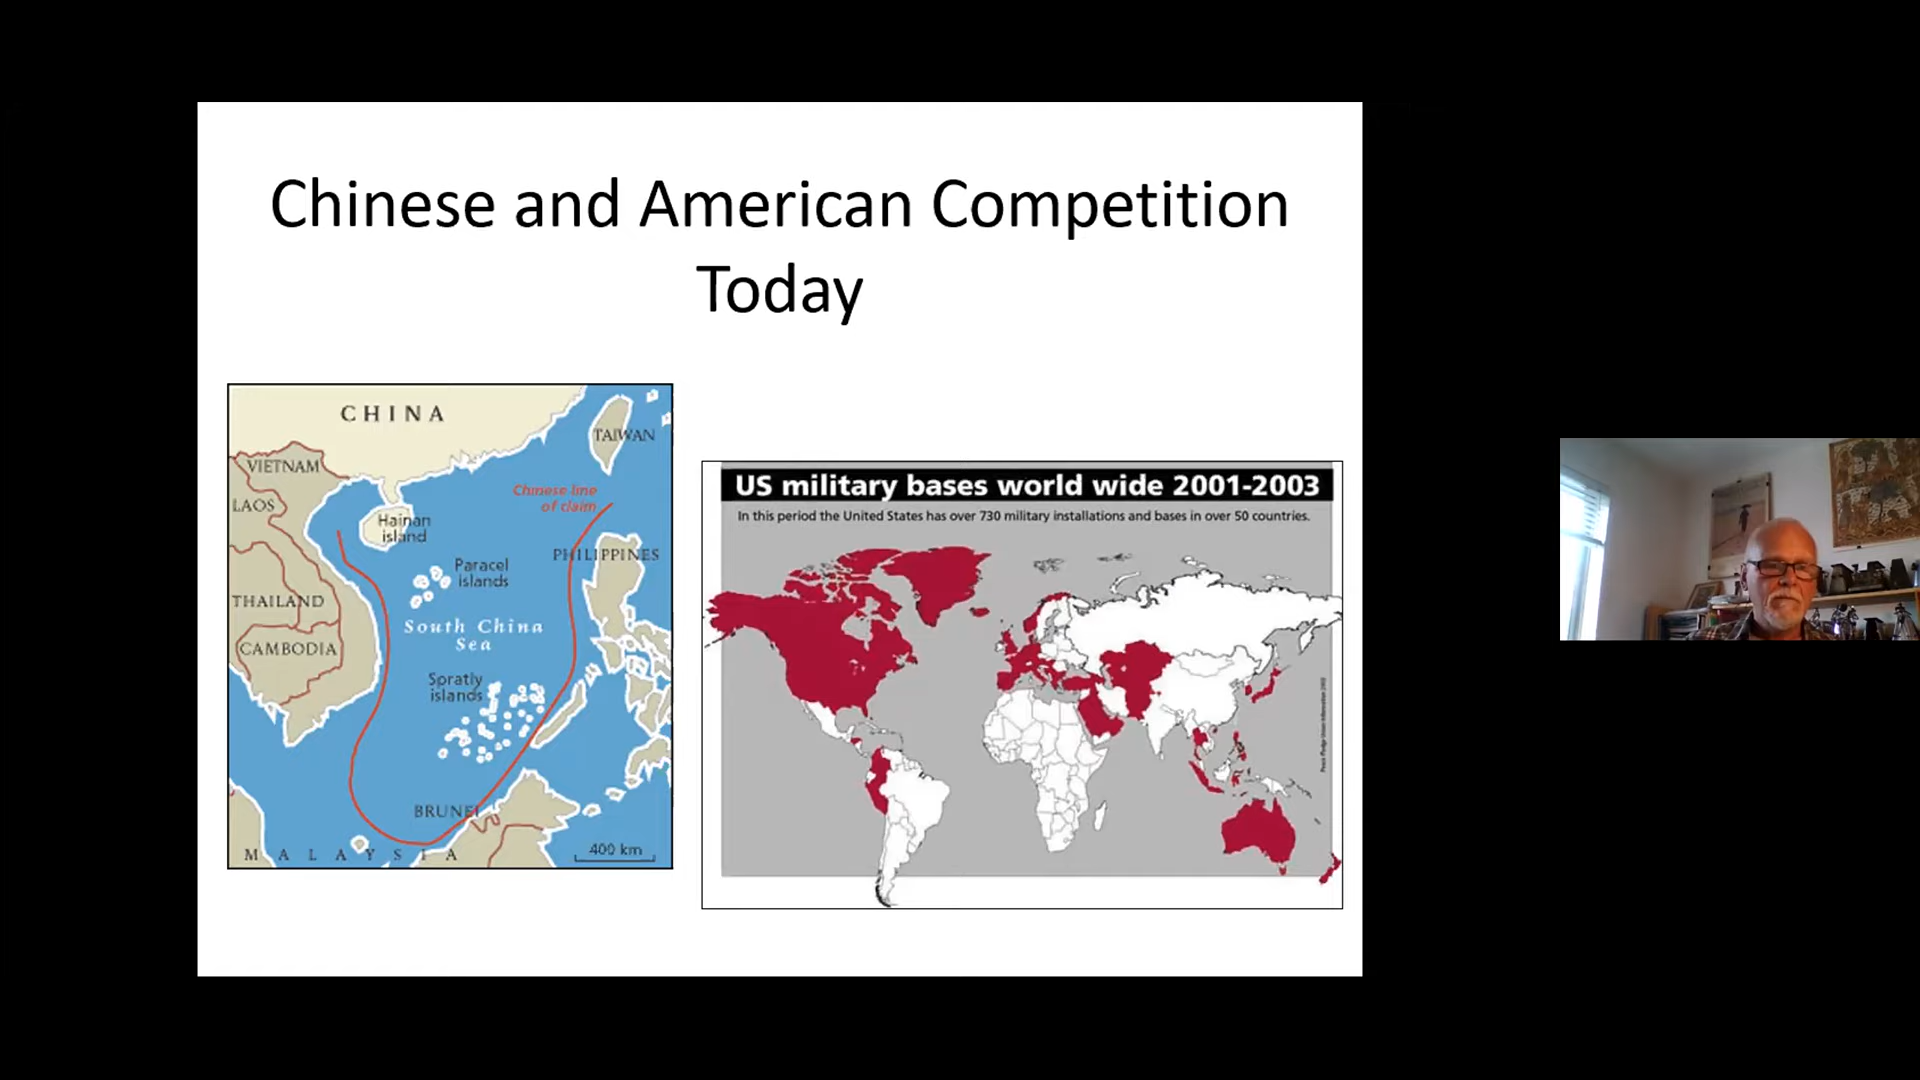 Chinese and American Competition
Today
CHINA
TAIWAN
VIETNAM
LAOS
Chinese line
of claim
Hainan
island
PHILIPPINES
Paracel
islands
THAILAND
South China
Sea
CAMBODIA
Spratly
islands
BRUNEI
MALAYSIA
400 km
US military bases world wide 2001-2003
In this period the United States has over 730 military installations and bases in over 50 countries.